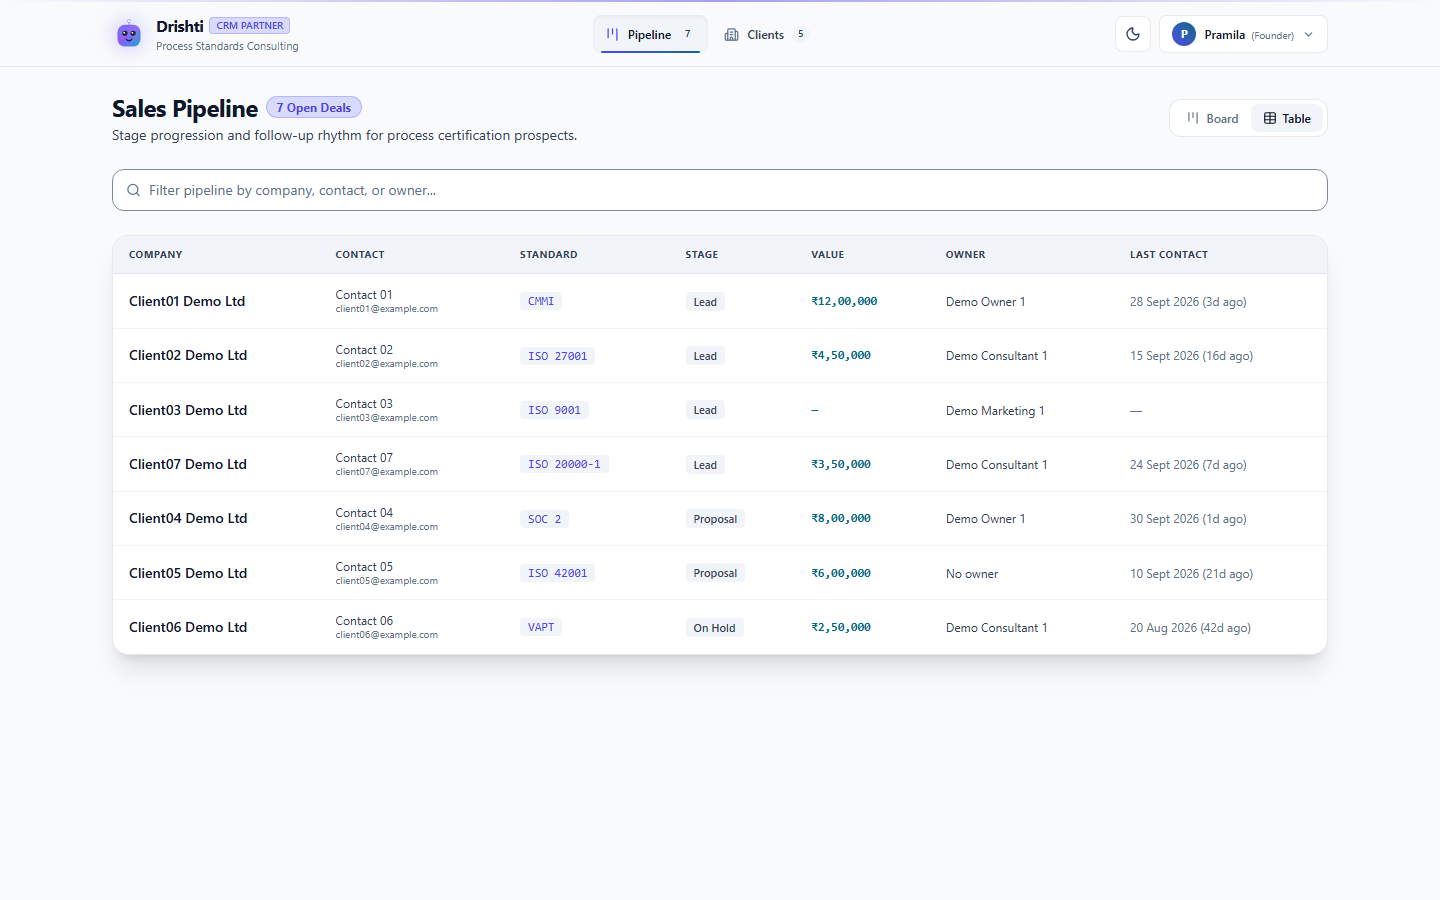 Drishti CRM PARTNER
Process Standards Consulting
Pipeline 7
Clients 5
P Pramila (Founder)
Sales Pipeline 7 Open Deals
Stage progression and follow-up rhythm for process certification prospects.
Board Table
Filter pipeline by company, contact, or owner...
COMPANY CONTACT STANDARD STAGE VALUE OWNER LAST CONTACT
Client01 Demo Ltd Contact 01 CMMI Lead ₹12,00,000 Demo Owner 1 28 Sept 2026 (3d ago)
client01@example.com
Client02 Demo Ltd Contact 02 ISO 27001 Lead ₹4,50,000 Demo Consultant 1 15 Sept 2026 (16d ago)
client02@example.com
Client03 Demo Ltd Contact 03 ISO 9001 Lead – Demo Marketing 1 —
client03@example.com
Client07 Demo Ltd Contact 07 ISO 20000-1 Lead ₹3,50,000 Demo Consultant 1 24 Sept 2026 (7d ago)
client07@example.com
Client04 Demo Ltd Contact 04 SOC 2 Proposal ₹8,00,000 Demo Owner 1 30 Sept 2026 (1d ago)
client04@example.com
Client05 Demo Ltd Contact 05 ISO 42001 Proposal ₹6,00,000 No owner 10 Sept 2026 (21d ago)
client05@example.com
Client06 Demo Ltd Contact 06 VAPT On Hold ₹2,50,000 Demo Consultant 1 20 Aug 2026 (42d ago)
client06@example.com